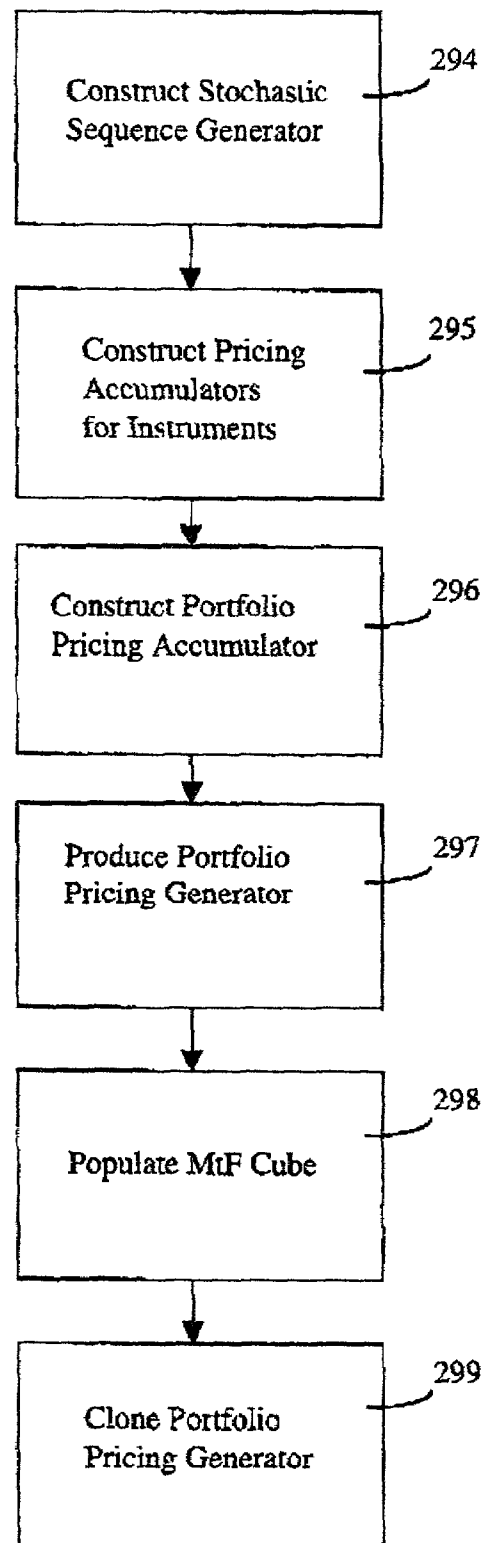 294
Construct Stochastic
Sequence Generator
295
Construct Pricing
Accumulators
for Instruments
296
Construct Portfolio
Pricing Accumulator
297
Produce Portfolio
Pricing Generator
298
Populate MtF Cube
299
Clone Portfolio
Pricing Generator